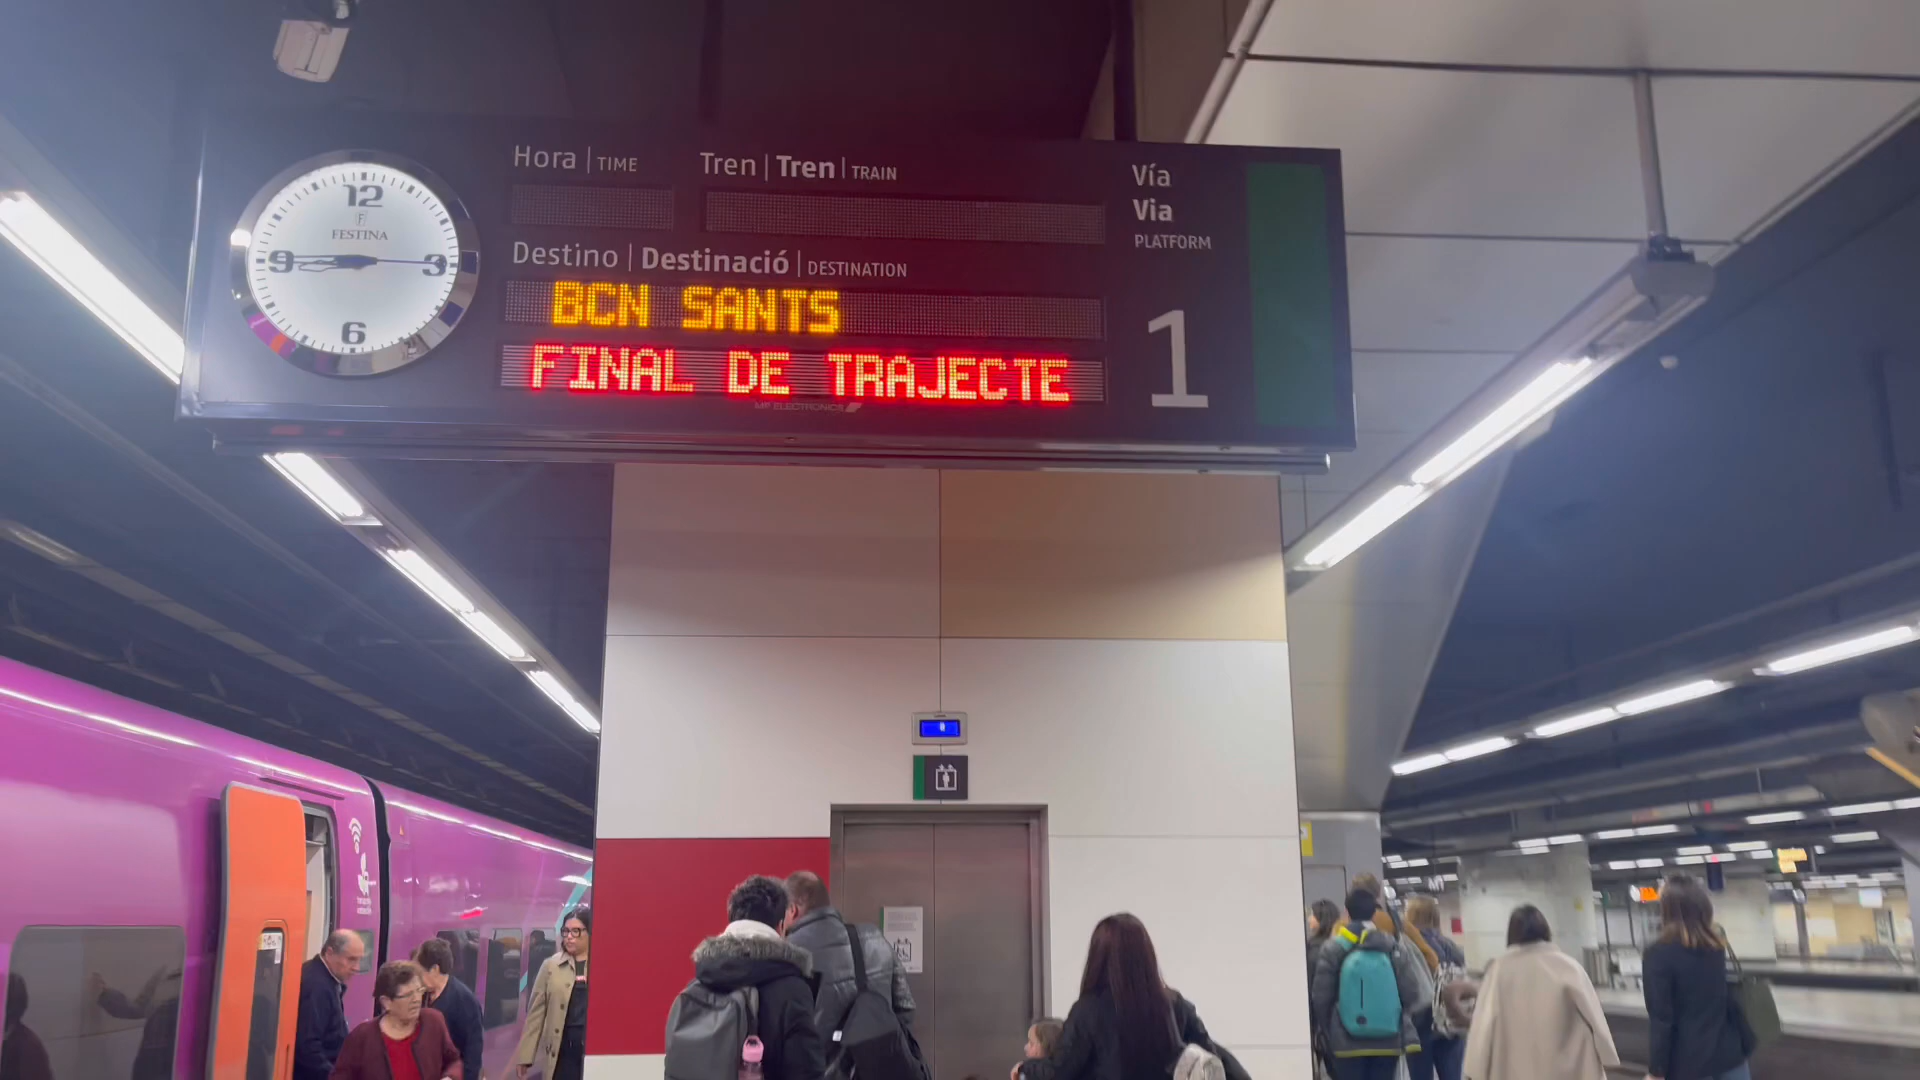 Hora | TIME
Tren | Tren | TRAIN
Vía
Via
PLATFORM
12
FESTINA
9
3
6
Destino | Destinació | DESTINATION
BCN SANTS
FINAL DE TRAJECTE
1
MP ELECTRONICS